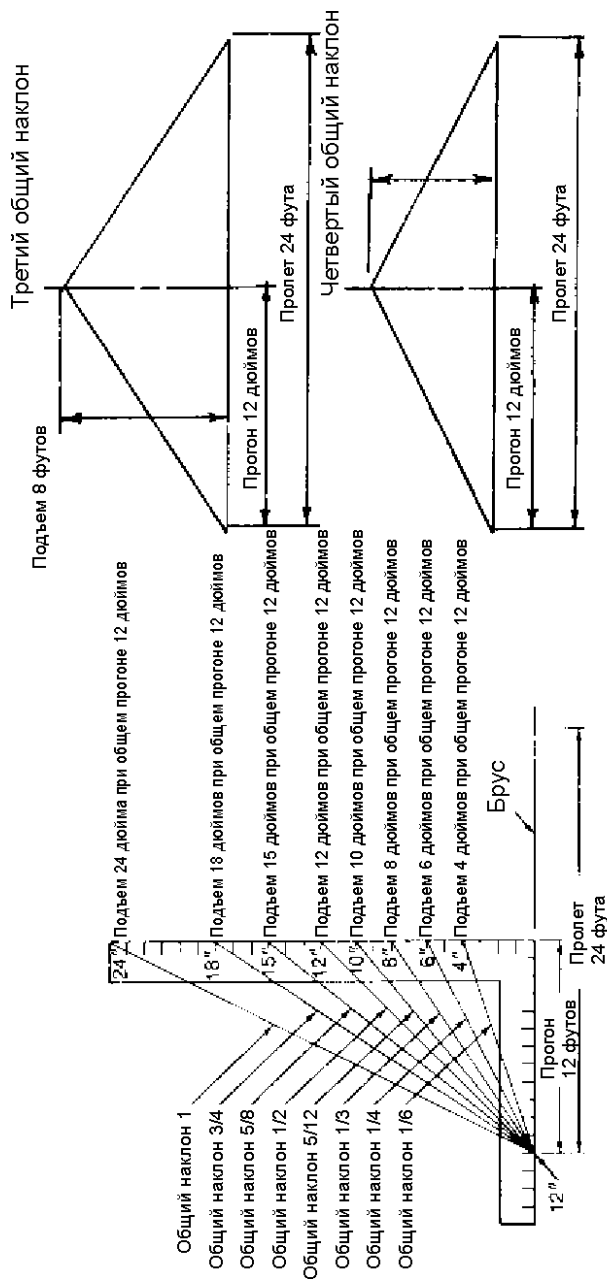 Общий наклон 1
Общий наклон 3/4
Общий наклон 5/8
Общий наклон 1/2
Общий наклон 5/12
Общий наклон 1/3
Общий наклон 1/4
Общий наклон 1/6
24" Подъем 24 дюйма при общем прогоне 12 дюймов
18" Подъем 18 дюймов при общем прогоне 12 дюймов
15" Подъем 15 дюймов при общем прогоне 12 дюймов
12" Подъем 12 дюймов при общем прогоне 12 дюймов
10" Подъем 10 дюймов при общем прогоне 12 дюймов
8" Подъем 8 дюймов при общем прогоне 12 дюймов
6" Подъем 6 дюймов при общем прогоне 12 дюймов
4" Подъем 4 дюймов при общем прогоне 12 дюймов
Брус
12"
Прогон
12 футов
Пролет
24 фута
Третий общий наклон
Подъем 8 футов
Прогон 12 дюймов
Пролет 24 фута
Четвертый общий наклон
Прогон 12 дюймов
Пролет 24 фута